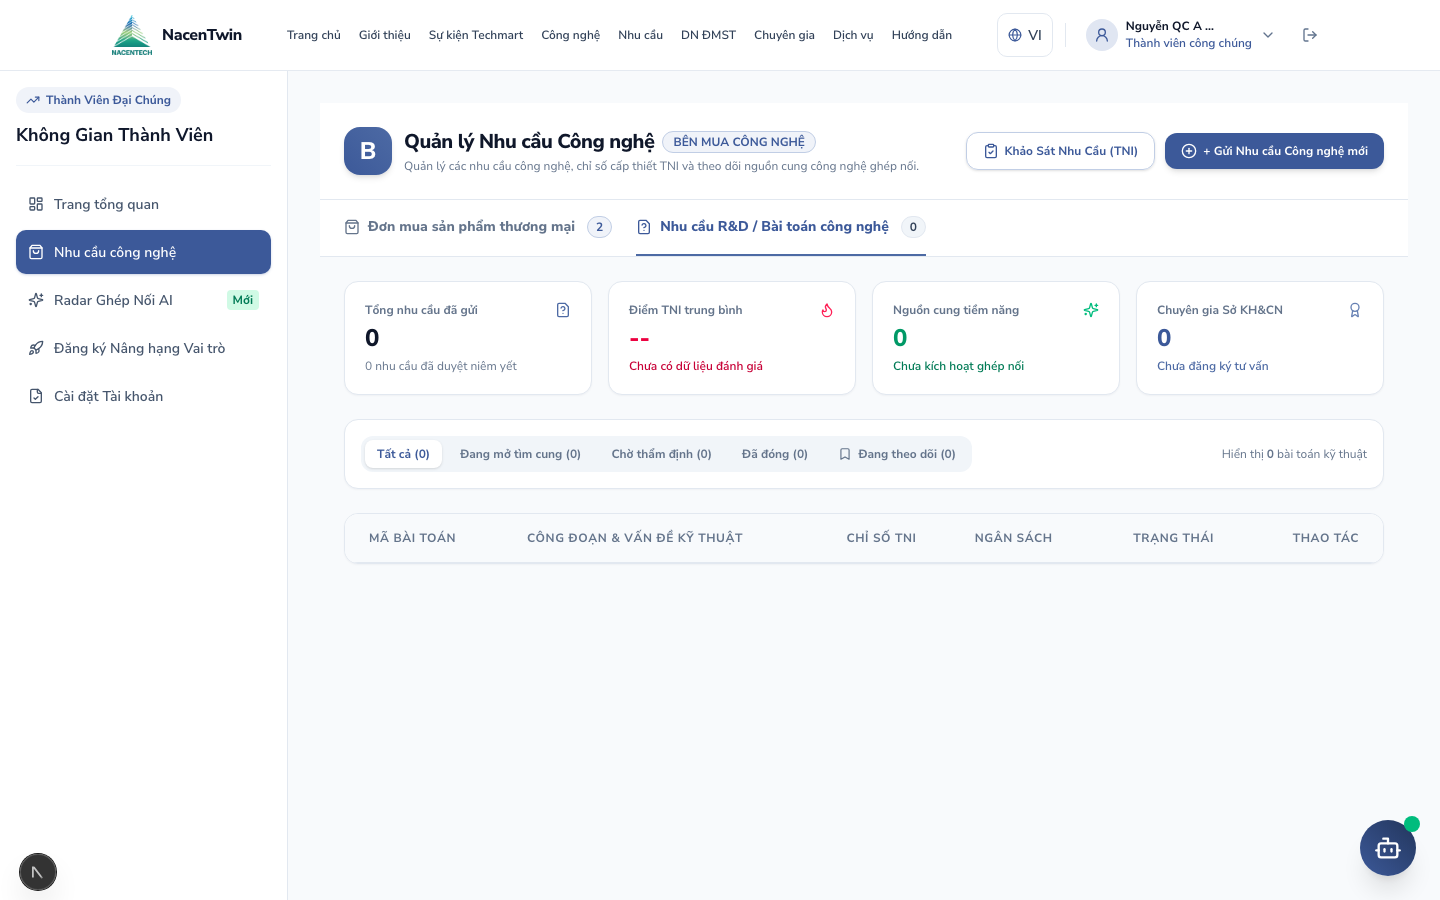 NACENTECH
NacenTwin
Trang chủ
Giới thiệu
Sự kiện Techmart
Công nghệ
Nhu cầu
DN ĐMST
Chuyên gia
Dịch vụ
Hướng dẫn
VI
Nguyễn QC A ...
Thành viên công chúng
Thành Viên Đại Chúng
Không Gian Thành Viên
Trang tổng quan
Nhu cầu công nghệ
Radar Ghép Nối AI
Mới
Đăng ký Nâng hạng Vai trò
Cài đặt Tài khoản
B
Quản lý Nhu cầu Công nghệ
BÊN MUA CÔNG NGHỆ
Quản lý các nhu cầu công nghệ, chỉ số cấp thiết TNI và theo dõi nguồn cung công nghệ ghép nối.
Khảo Sát Nhu Cầu (TNI)
+ Gửi Nhu cầu Công nghệ mới
Đơn mua sản phẩm thương mại
2
Nhu cầu R&D / Bài toán công nghệ
0
Tổng nhu cầu đã gửi
0
0 nhu cầu đã duyệt niêm yết
Điểm TNI trung bình
--
Chưa có dữ liệu đánh giá
Nguồn cung tiềm năng
0
Chưa kích hoạt ghép nối
Chuyên gia Sở KH&CN
0
Chưa đăng ký tư vấn
Tất cả (0)
Đang mở tìm cung (0)
Chờ thẩm định (0)
Đã đóng (0)
Đang theo dõi (0)
Hiển thị 0 bài toán kỹ thuật
MÃ BÀI TOÁN
CÔNG ĐOẠN & VẤN ĐỀ KỸ THUẬT
CHỈ SỐ TNI
NGÂN SÁCH
TRẠNG THÁI
THAO TÁC